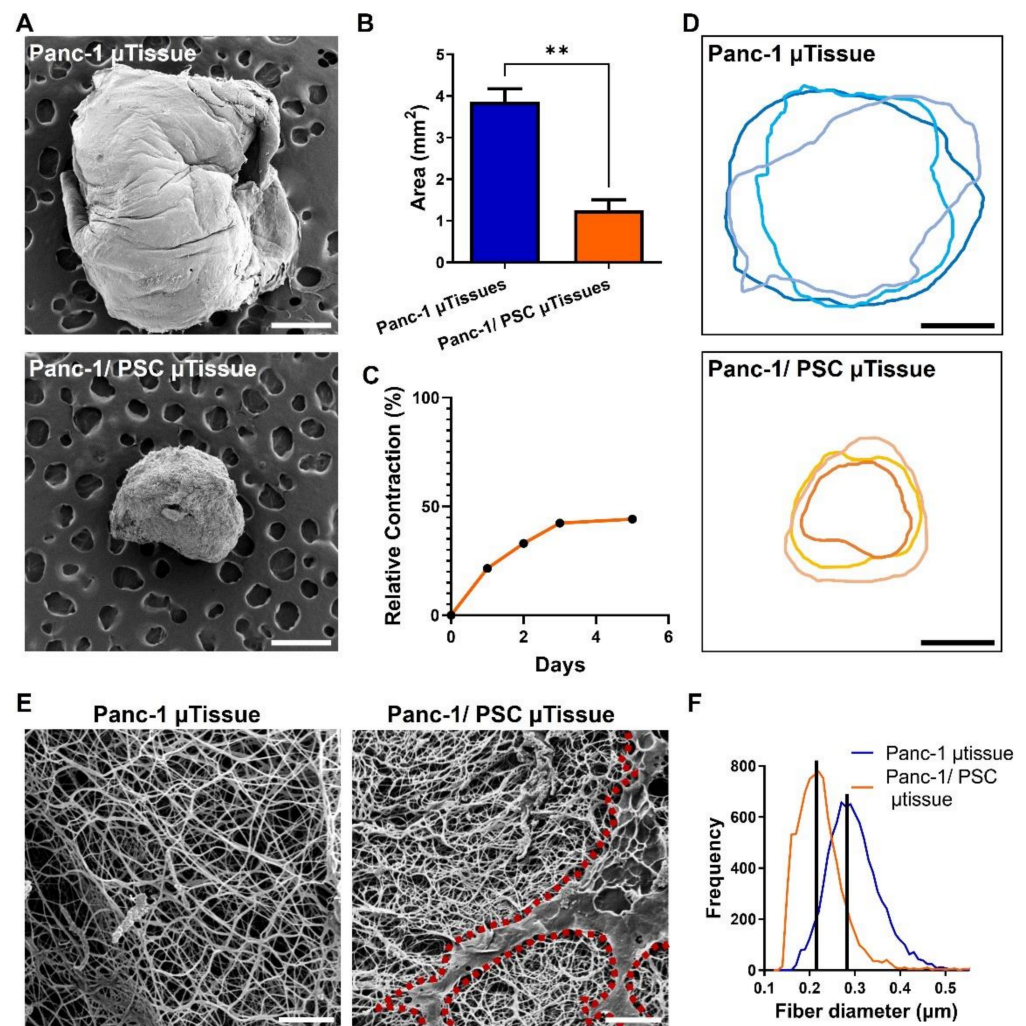 A
Panc-1 µTissue
Panc-1/ PSC µTissue
B
5
4
3
2
1
0
Area (mm²)
**
Panc-1 µTissues
Panc-1/ PSC µTissues
C
100
50
0
Relative Contraction (%)
0 2 4 6
Days
D
Panc-1 µTissue
Panc-1/ PSC µTissue
E
Panc-1 µTissue
Panc-1/ PSC µTissue
F
Panc-1 µtissue
Panc-1/ PSC
µtissue
800
600
400
200
0
Frequency
0.1 0.2 0.3 0.4 0.5
Fiber diameter (µm)